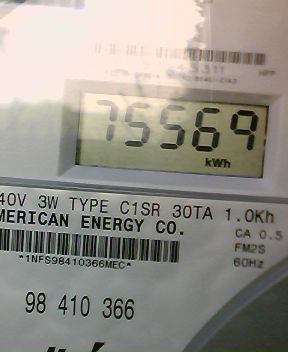 75569
kWh
40V 3W TYPE C1SR 30TA 1.0Kh
MERICAN ENERGY CO.
CA 0.5
FM2S
60Hz
*1NFS98410366MEC*
98 410 366